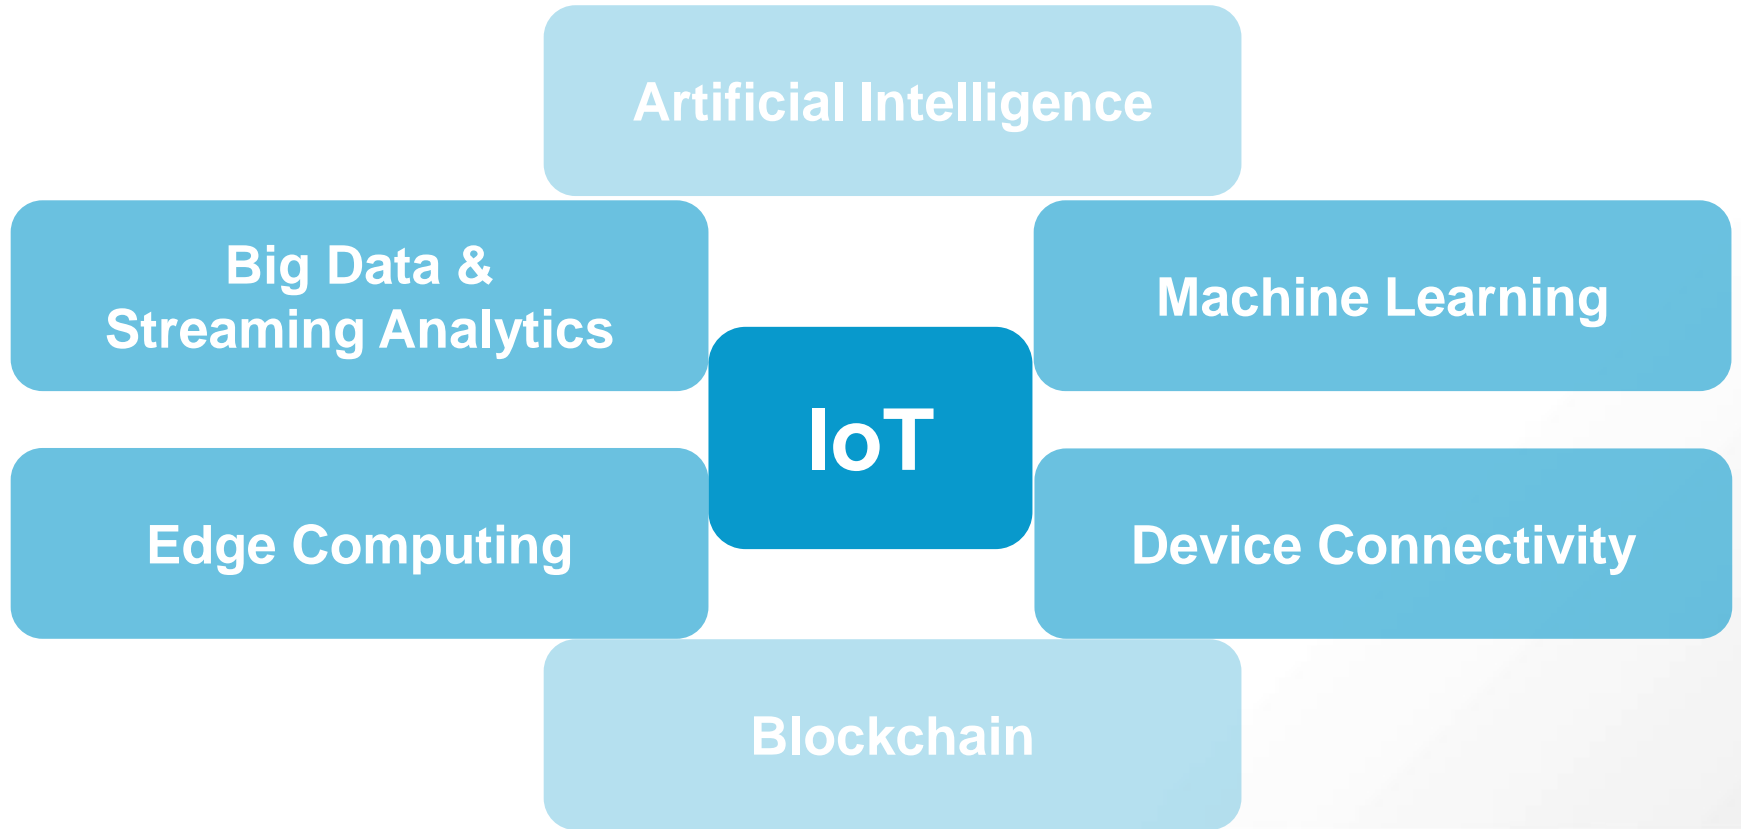 Artificial Intelligence
Big Data &
Streaming Analytics
Machine Learning
IoT
Edge Computing
Device Connectivity
Blockchain